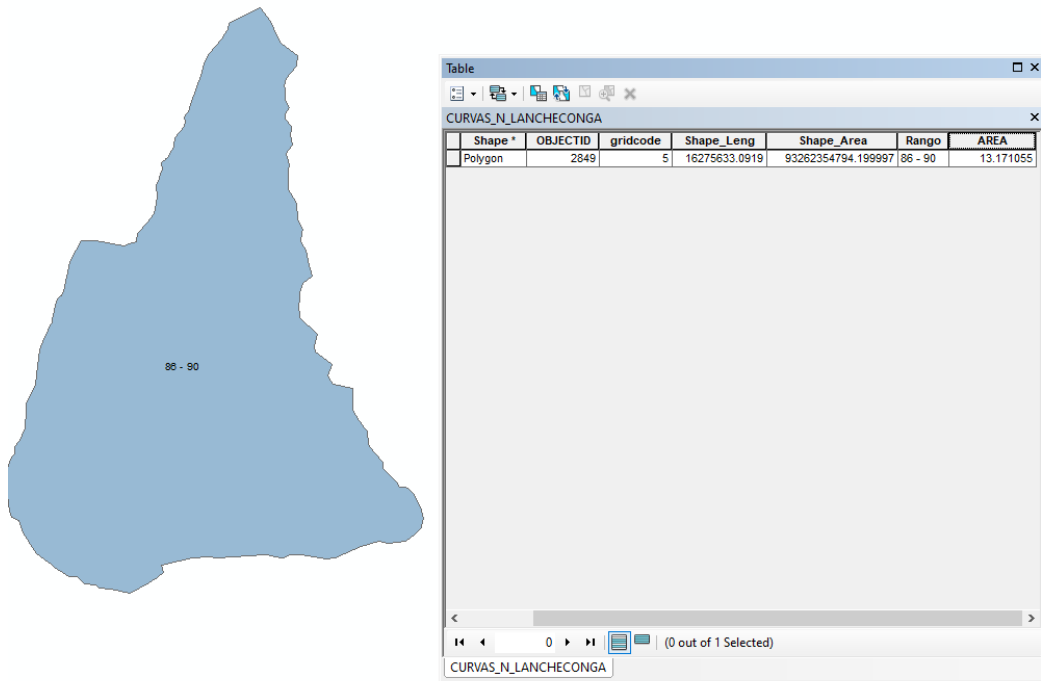 86 - 90
Table
CURVAS_N_LANCHECONGA
Shape * OBJECTID gridcode Shape_Leng Shape_Area Rango AREA
Polygon 2849 5 16275633.0919 93262354794.199997 86 - 90 13.171055
0 (0 out of 1 Selected)
CURVAS_N_LANCHECONGA